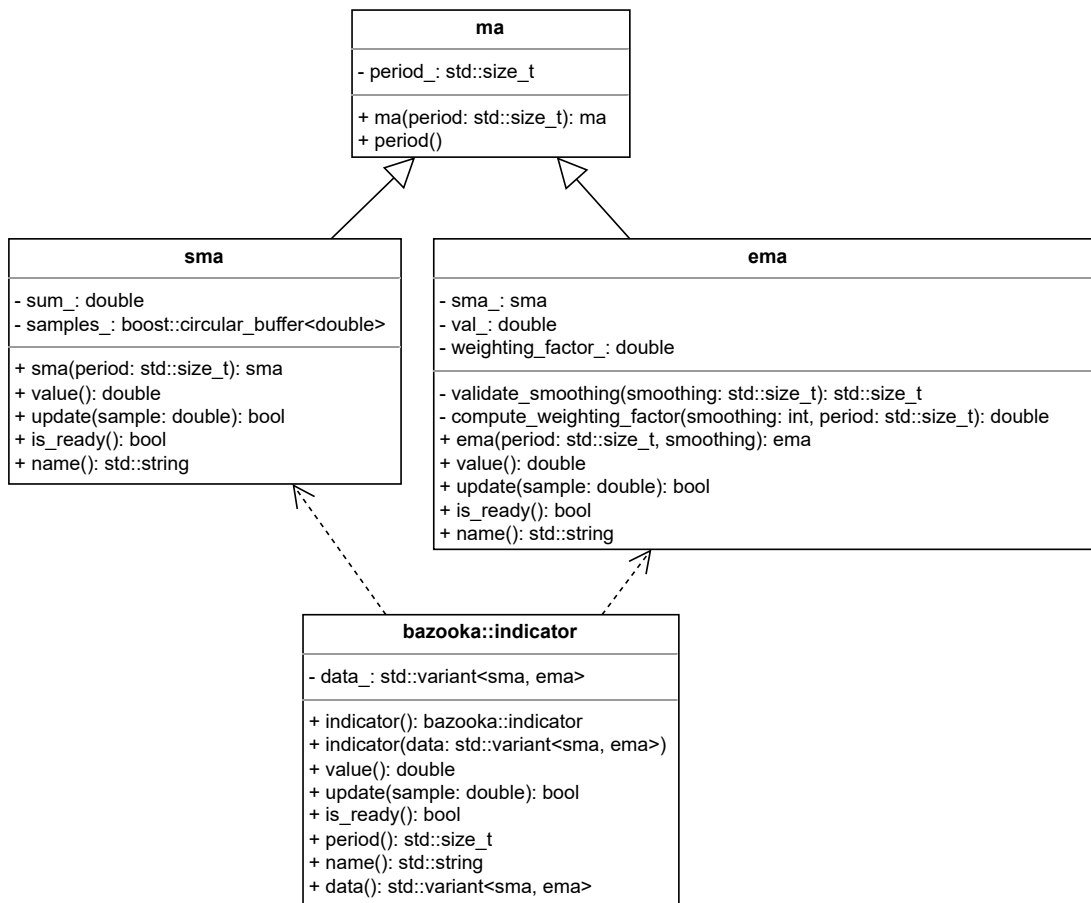 ma
- period_: std::size_t
+ ma(period: std::size_t): ma
+ period()
sma
- sum_: double
- samples_: boost::circular_buffer<double>
+ sma(period: std::size_t): sma
+ value(): double
+ update(sample: double): bool
+ is_ready(): bool
+ name(): std::string
ema
- sma_: sma
- val_: double
- weighting_factor_: double
- validate_smoothing(smoothing: std::size_t): std::size_t
- compute_weighting_factor(smoothing: int, period: std::size_t): double
+ ema(period: std::size_t, smoothing): ema
+ value(): double
+ update(sample: double): bool
+ is_ready(): bool
+ name(): std::string
bazooka::indicator
- data_: std::variant<sma, ema>
+ indicator(): bazooka::indicator
+ indicator(data: std::variant<sma, ema>)
+ value(): double
+ update(sample: double): bool
+ is_ready(): bool
+ period(): std::size_t
+ name(): std::string
+ data(): std::variant<sma, ema>